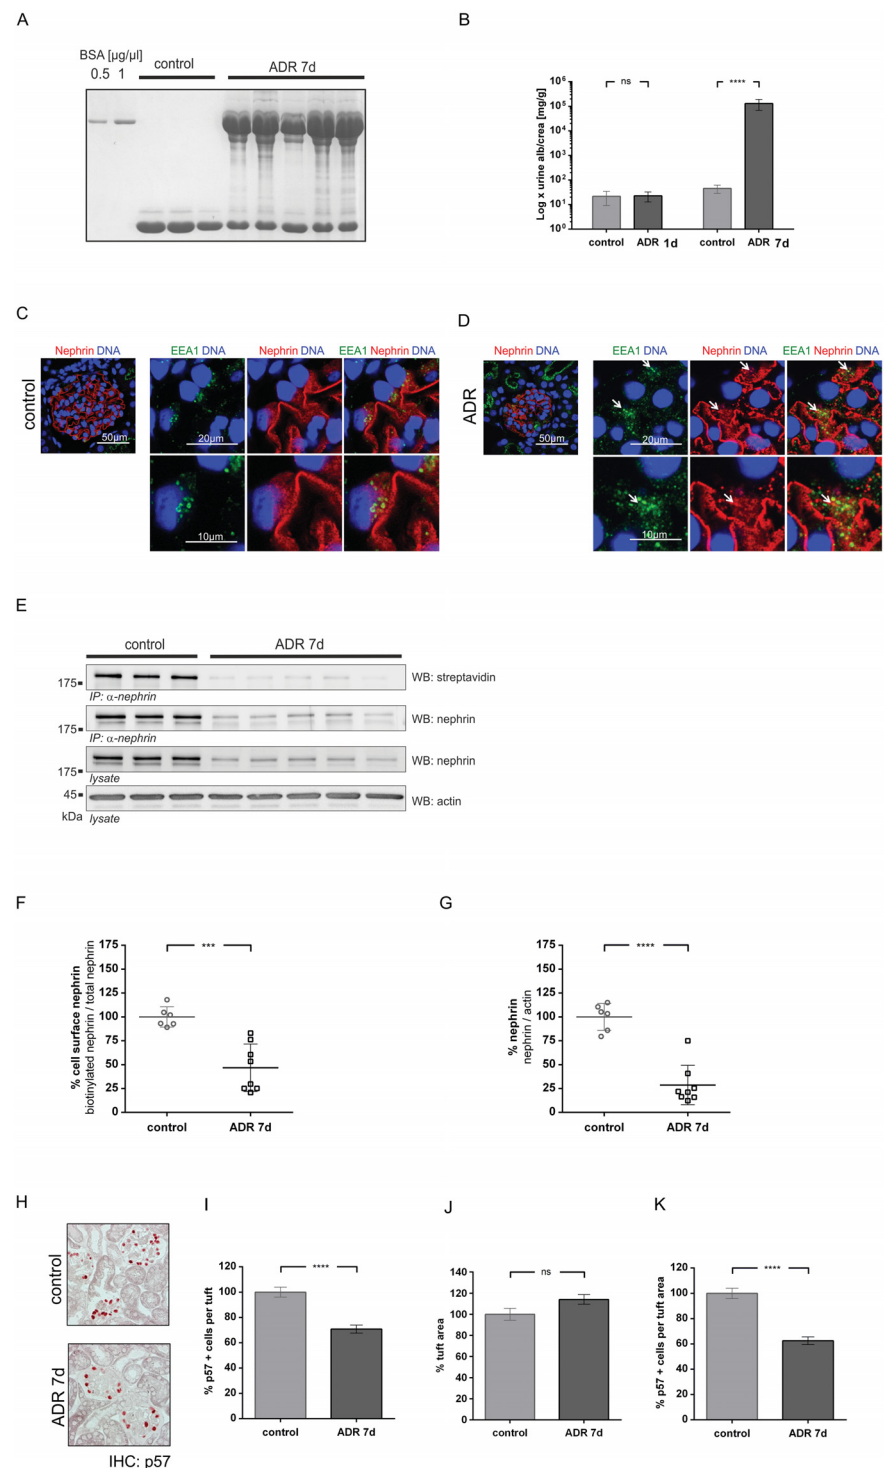 A
BSA [µg/µl]
0.5 1
control
ADR 7d
B
Log x urine alb/crea [mg/g]
10⁶
10⁵
10⁴
10³
10²
10¹
10⁰
ns
****
control ADR 1d control ADR 7d
C
control
Nephrin DNA
EEA1 DNA
Nephrin DNA
EEA1 Nephrin DNA
50µm
20µm
10µm
D
ADR
Nephrin DNA
EEA1 DNA
Nephrin DNA
EEA1 Nephrin DNA
50µm
20µm
10µm
E
control
ADR 7d
175
WB: streptavidin
IP: α-nephrin
175
WB: nephrin
IP: α-nephrin
175
WB: nephrin
lysate
45
WB: actin
kDa
lysate
F
% cell surface nephrin
biotinylated nephrin / total nephrin
175
150
125
100
75
50
25
0
***
control ADR 7d
G
% nephrin
nephrin / actin
175
150
125
100
75
50
25
0
****
control ADR 7d
H
control
ADR 7d
IHC: p57
I
% p57 + cells per tuft
120
100
80
60
40
20
0
****
control ADR 7d
J
% tuft area
140
120
100
80
60
40
20
0
ns
control ADR 7d
K
% p57 + cells per tuft area
120
100
80
60
40
20
0
****
control ADR 7d